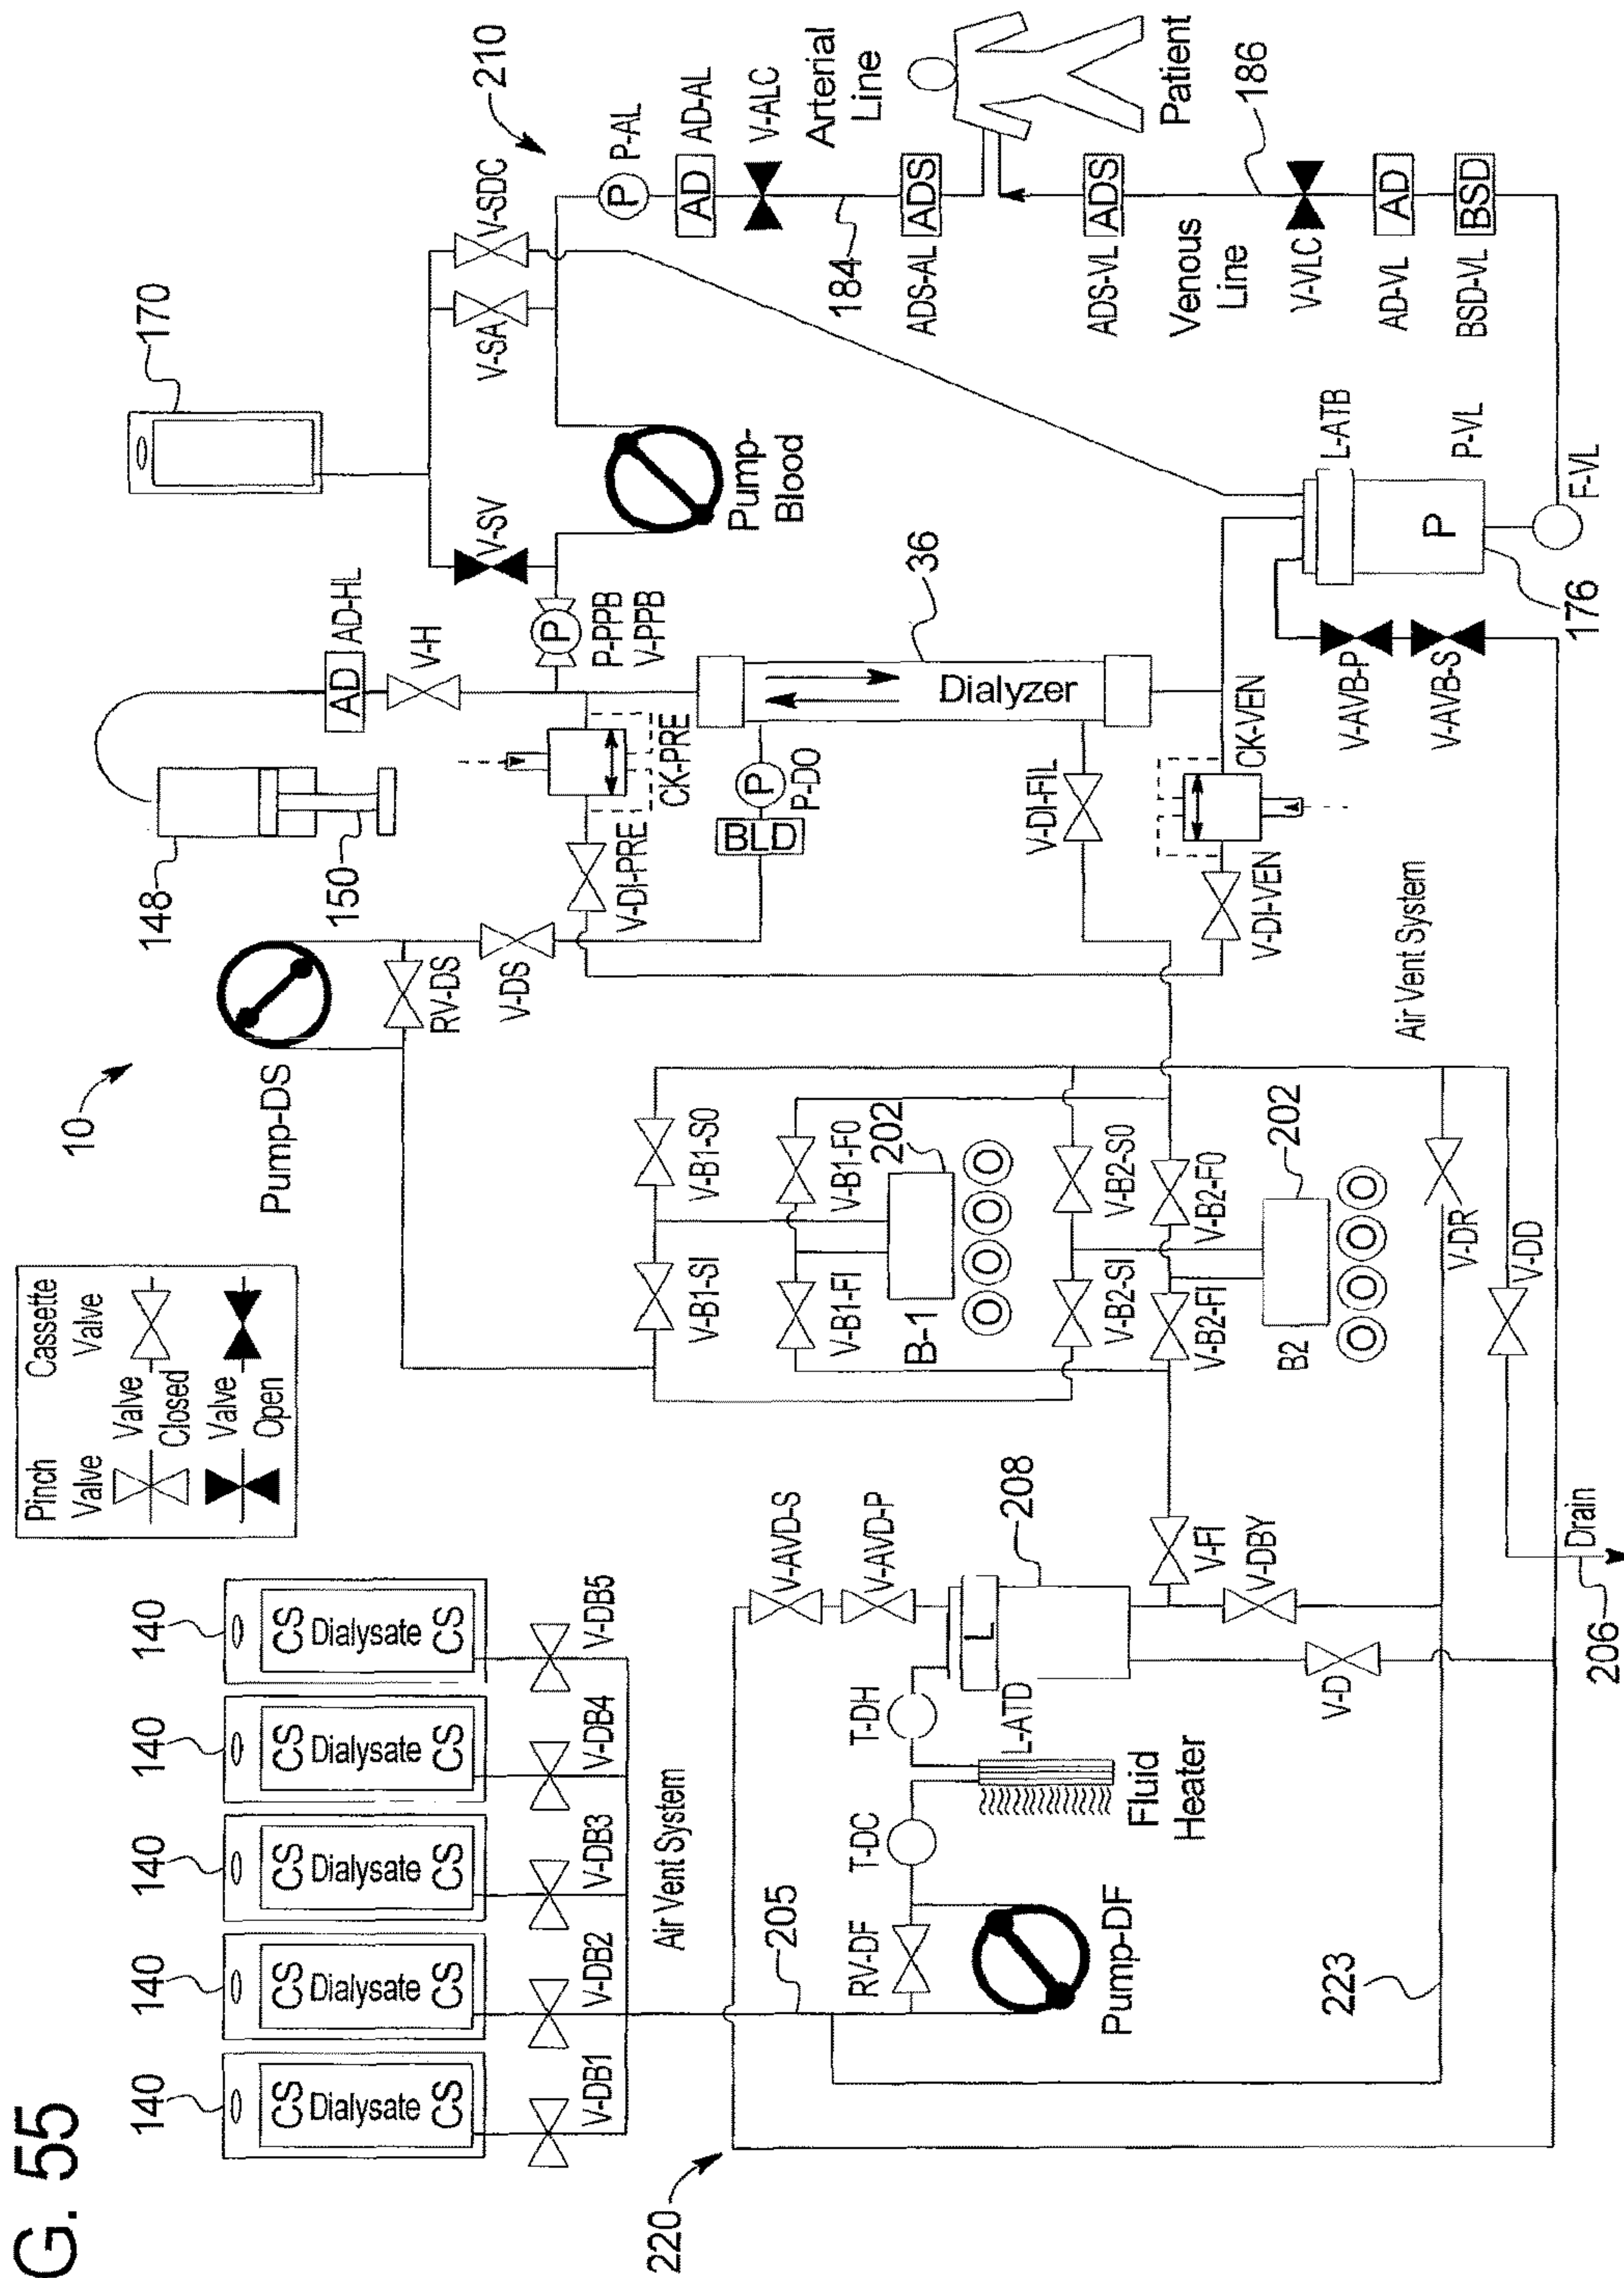 G. 55
10
Pinch Valve
Cassette Valve
Valve Closed
Valve Open
140
140
140
140
140
CS Dialysate CS
CS Dialysate CS
CS Dialysate CS
CS Dialysate CS
CS Dialysate CS
V-DB1
V-DB2
V-DB3
V-DB4
V-DB5
Air Vent System
220
205
V-AVD-S
V-AVD-P
208
L
L-ATD
T-DH
T-DC
RV-DF
Pump-DF
Fluid
Heater
V-FI
V-DBY
V-D
223
206
Drain
Pump-DS
RV-DS
V-DS
V-B1-SI
V-B1-S0
V-B1-FI
V-B1-F0
202
B-1
V-B2-SI
V-B2-S0
V-B2-FI
V-B2-F0
202
B2
V-DR
V-DD
148
150
AD
AD-HL
V-H
V-DI-PRE
CK-PRE
BLD
P
P-DO
V-DI-FIL
Dialyzer
36
V-DI-VEN
CK-VEN
Air Vent System
170
V-SV
V-SA
V-SDC
P
P-PPB
V-PPB
Pump-
Blood
210
P
P-AL
AD
AD-AL
V-ALC
Arterial
Line
184
ADS
ADS-AL
Patient
ADS
ADS-VL
Venous
Line
186
V-VLC
AD
AD-VL
BSD
BSD-VL
L-ATB
P
P-VL
F-VL
176
V-AVB-P
V-AVB-S